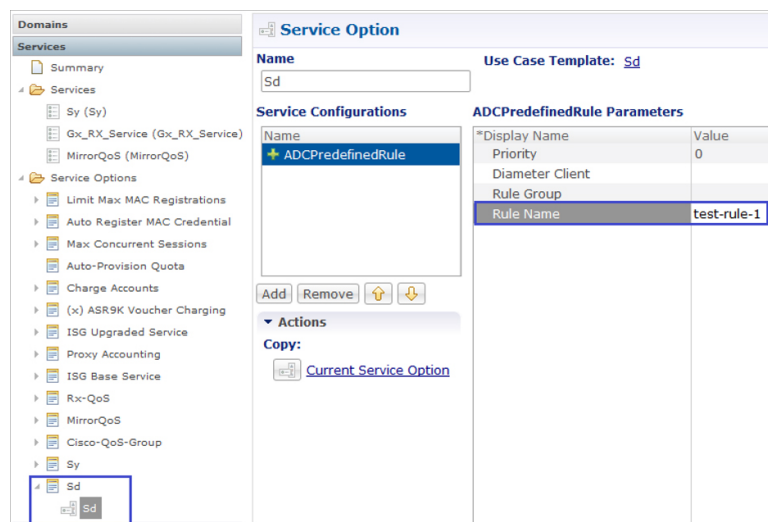 Domains
Services
Summary
Services
Sy (Sy)
Gx_RX_Service (Gx_RX_Service)
MirrorQoS (MirrorQoS)
Service Options
Limit Max MAC Registrations
Auto Register MAC Credential
Max Concurrent Sessions
Auto-Provision Quota
Charge Accounts
(x) ASR9K Voucher Charging
ISG Upgraded Service
Proxy Accounting
ISG Base Service
Rx-QoS
MirrorQoS
Cisco-QoS-Group
Sy
Sd
Sd
Service Option
Name
Sd
Use Case Template: Sd
Service Configurations
Name
ADCPredefinedRule
Add Remove
Actions
Copy:
Current Service Option
ADCPredefinedRule Parameters
*Display Name Value
Priority 0
Diameter Client
Rule Group
Rule Name test-rule-1